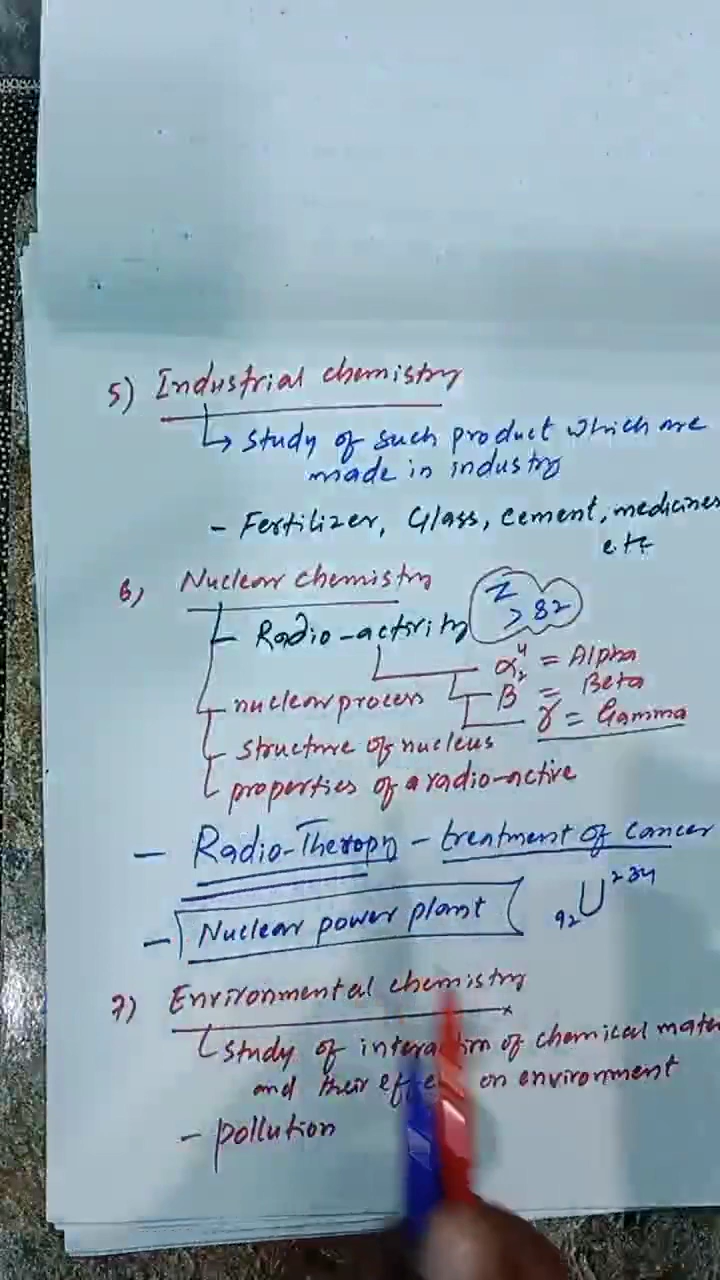 5) Industrial chemistry
↳ study of such product which are
made in industry
- Fertilizer, Glass, cement, medicines
etc
6) Nuclear chemistry
Z > 82
Radio-activity
α⁴₂ = Alpha
nuclear process
β = Beta
γ = Gamma
structure of nucleus
properties of a radio-active
- Radio-Therapy - treatment of cancer
- Nuclear power plant ₉₂U²³⁴
7) Environmental chemistry
study of interaction of chemical mate
and their effe on environment
- pollution